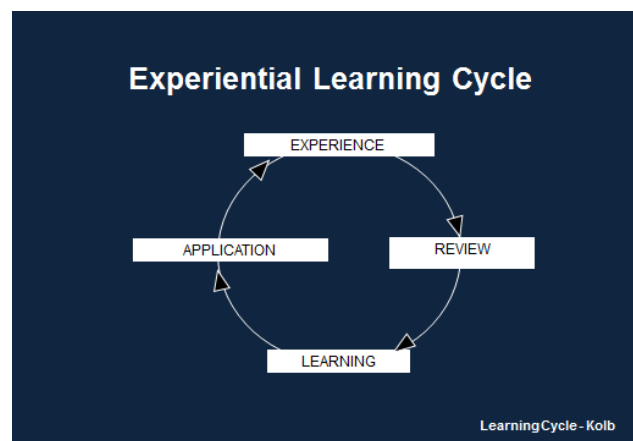 Experiential Learning Cycle
EXPERIENCE
APPLICATION
REVIEW
LEARNING
LearningCycle - Kolb